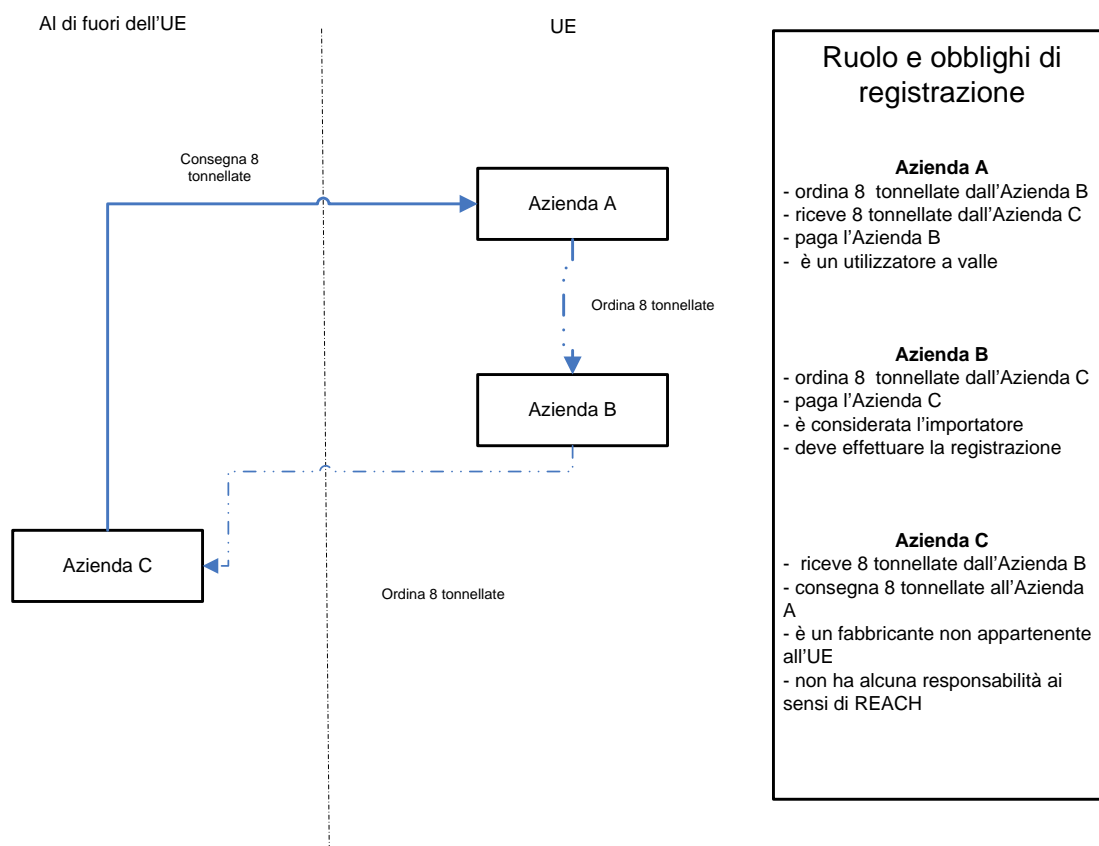 Al di fuori dell'UE
UE
Consegna 8
tonnellate
Azienda A
Ordina 8 tonnellate
Azienda B
Azienda C
Ordina 8 tonnellate
Ruolo e obblighi di
registrazione
Azienda A
- ordina 8 tonnellate dall'Azienda B
- riceve 8 tonnellate dall'Azienda C
- paga l'Azienda B
- è un utilizzatore a valle
Azienda B
- ordina 8 tonnellate dall'Azienda C
- paga l'Azienda C
- è considerata l'importatore
- deve effettuare la registrazione
Azienda C
- riceve 8 tonnellate dall'Azienda B
- consegna 8 tonnellate all'Azienda
A
- è un fabbricante non appartenente
all'UE
- non ha alcuna responsabilità ai
sensi di REACH